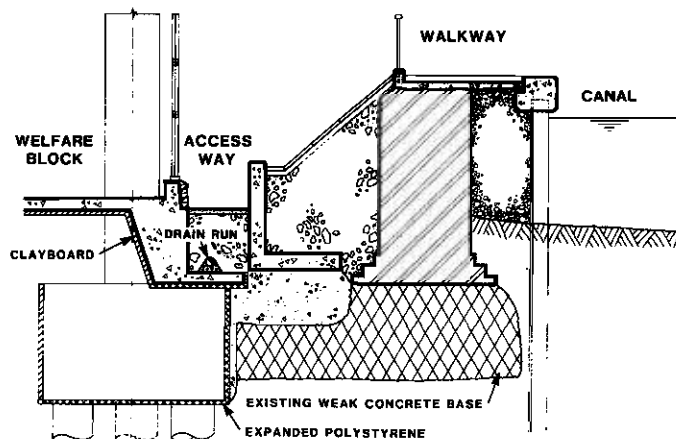 WALKWAY
CANAL
WELFARE
BLOCK
ACCESS
WAY
DRAIN RUN
CLAYBOARD
EXISTING WEAK CONCRETE BASE
EXPANDED POLYSTYRENE